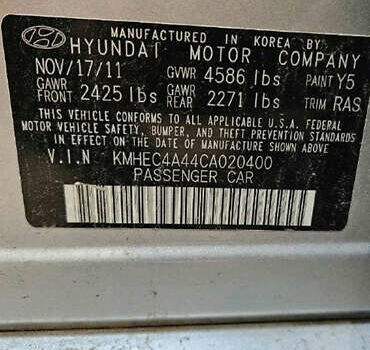 MANUFACTURED IN KOREA BY
HYUNDAI MOTOR COMPANY
NOV/17/11 GVWR 4586 lbs PAINT Y5
GAWR FRONT 2425 lbs GAWR REAR 2271 lbs TRIM RAS
THIS VEHICLE CONFORMS TO ALL APPLICABLE U.S.A. FEDERAL
MOTOR VEHICLE SAFETY, BUMPER, AND THEFT PREVENTION STANDARDS
IN EFFECT ON THE DATE OF MANUFACTURE SHOWN ABOVE.
V.I.N KMHEC4A44CA020400
PASSENGER CAR